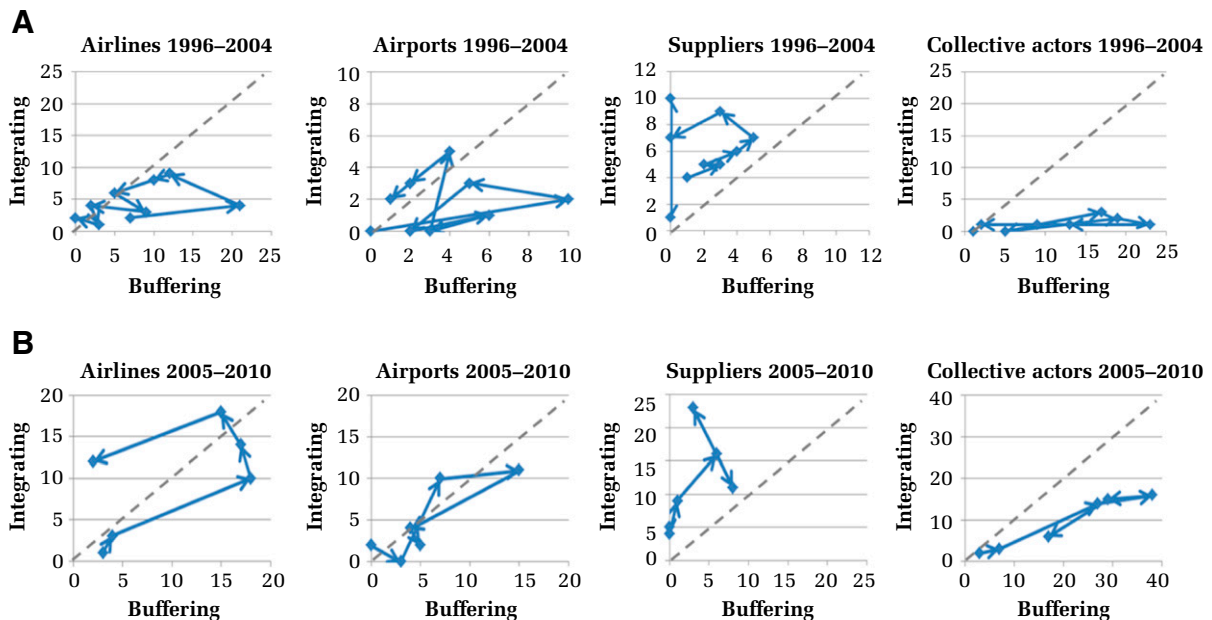 A
Airlines 1996–2004
Airports 1996–2004
Suppliers 1996–2004
Collective actors 1996–2004
Integrating
25
20
15
10
5
0
0 5 10 15 20 25
Buffering
Integrating
10
8
6
4
2
0
0 2 4 6 8 10
Buffering
Integrating
12
10
8
6
4
2
0
0 2 4 6 8 10 12
Buffering
Integrating
25
20
15
10
5
0
0 5 10 15 20 25
Buffering
B
Airlines 2005–2010
Airports 2005–2010
Suppliers 2005–2010
Collective actors 2005–2010
Integrating
20
15
10
5
0
0 5 10 15 20
Buffering
Integrating
20
15
10
5
0
0 5 10 15 20
Buffering
Integrating
25
20
15
10
5
0
0 5 10 15 20 25
Buffering
Integrating
40
30
20
10
0
0 10 20 30 40
Buffering